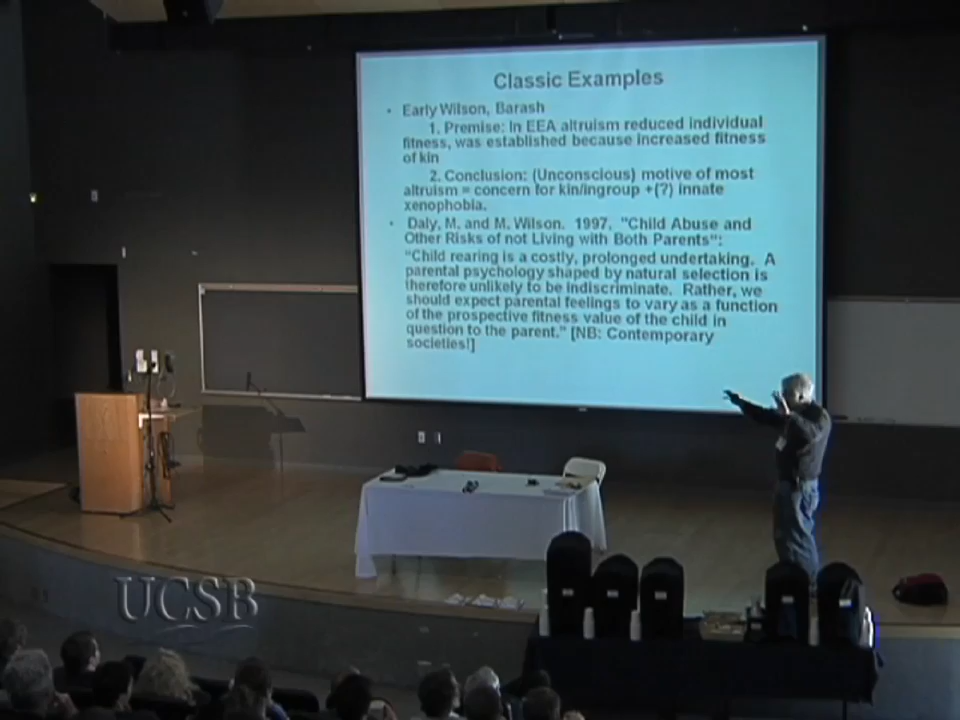 Classic Examples
• Early Wilson, Barash
1. Premise: In EEA altruism reduced individual
fitness, was established because increased fitness
of kin
2. Conclusion: (Unconscious) motive of most
altruism = concern for kin/ingroup +(?) innate
xenophobia.
• Daly, M. and M. Wilson. 1997. "Child Abuse and
Other Risks of not Living with Both Parents":
"Child rearing is a costly, prolonged undertaking. A
parental psychology shaped by natural selection is
therefore unlikely to be indiscriminate. Rather, we
should expect parental feelings to vary as a function
of the prospective fitness value of the child in
question to the parent." [NB: Contemporary
societies!]
UCSB